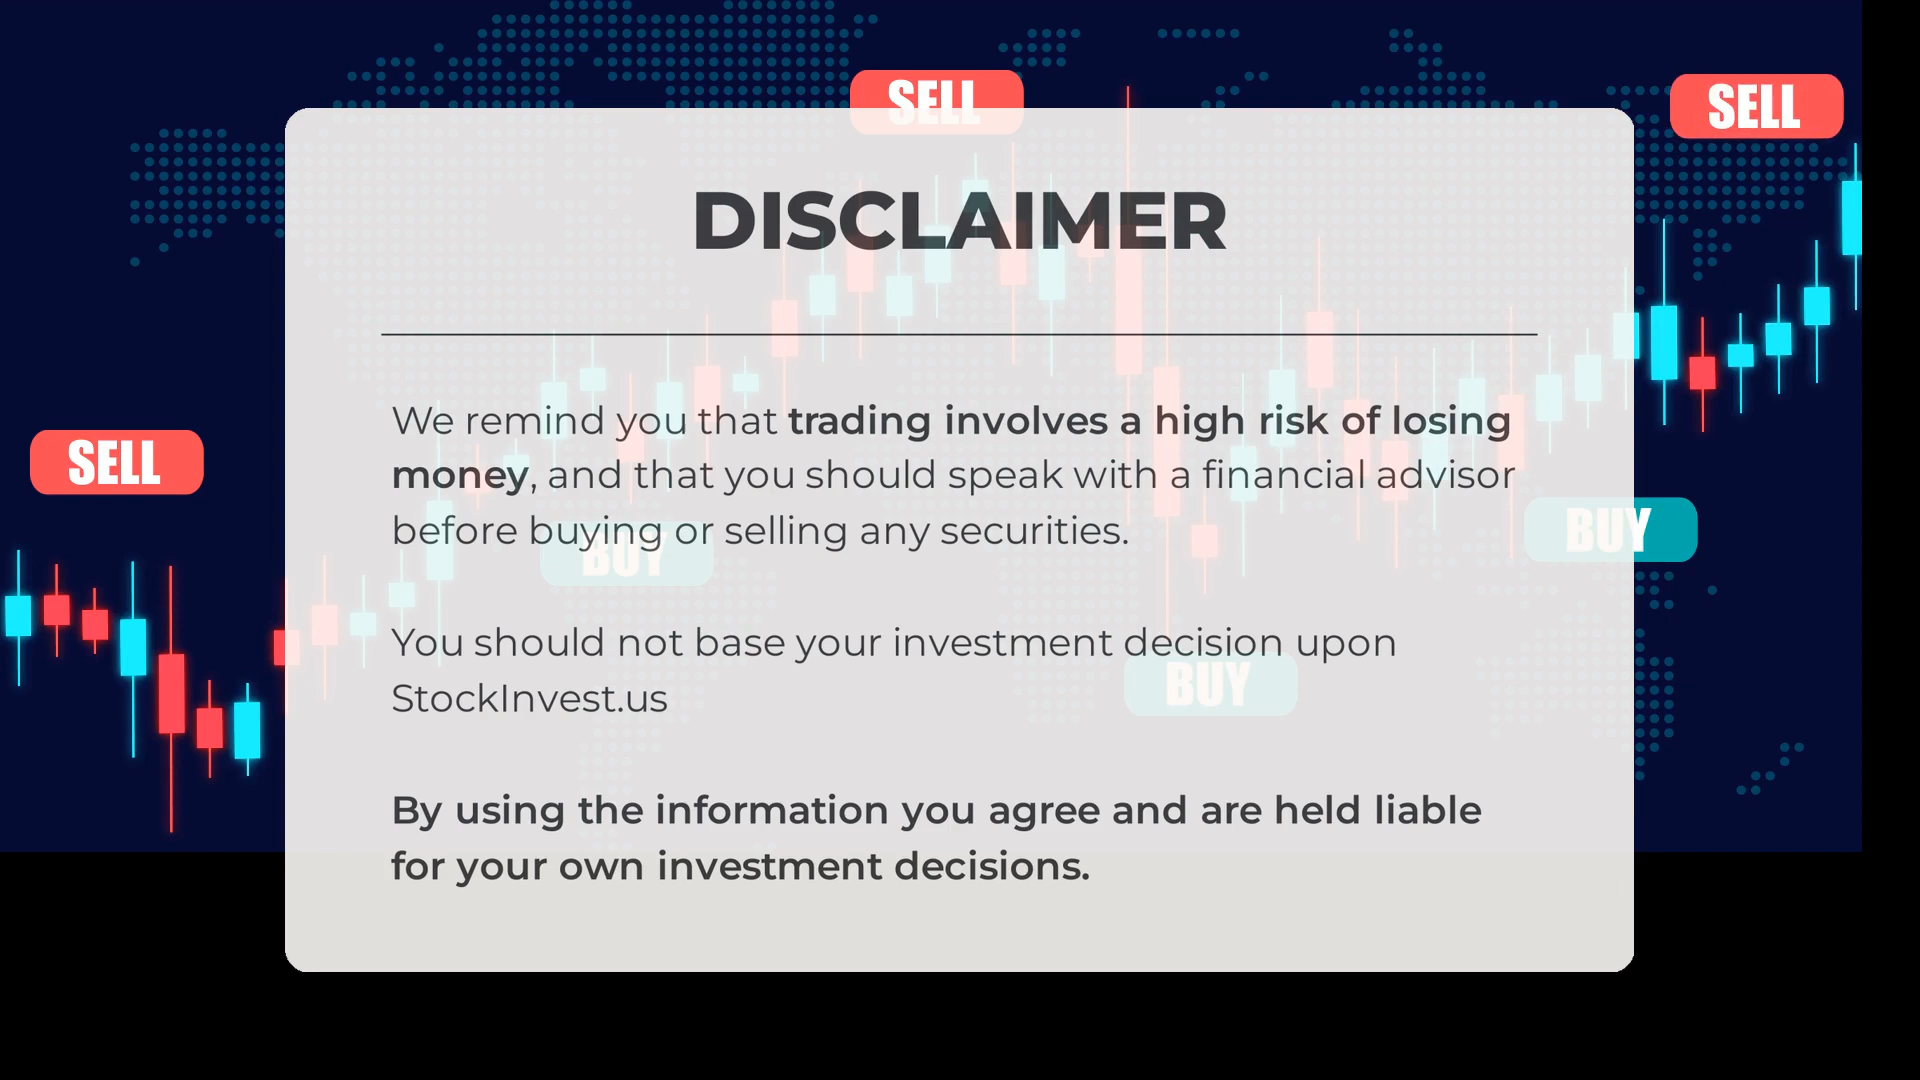 SELL
SELL
DISCLAIMER
We remind you that trading involves a high risk of losing
money, and that you should speak with a financial advisor
before buying or selling any securities.
SELL
BUY
BUY
You should not base your investment decision upon
StockInvest.us
BUY
By using the information you agree and are held liable
for your own investment decisions.